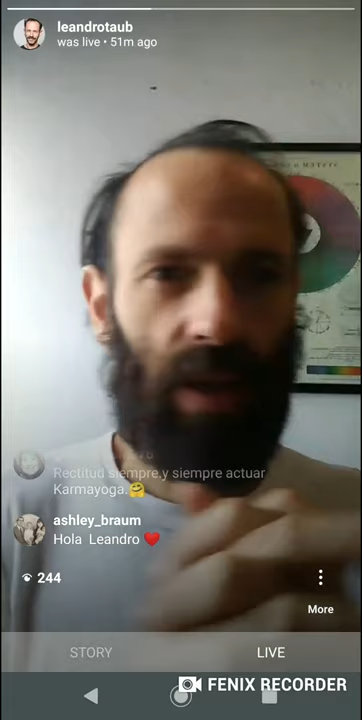 leandrotaub
was live • 51m ago
Rectitud siempre.y siempre actuar
Karmayoga.🤗
ashley_braum
Hola Leandro ❤️
244
More
STORY
LIVE
FENIX RECORDER